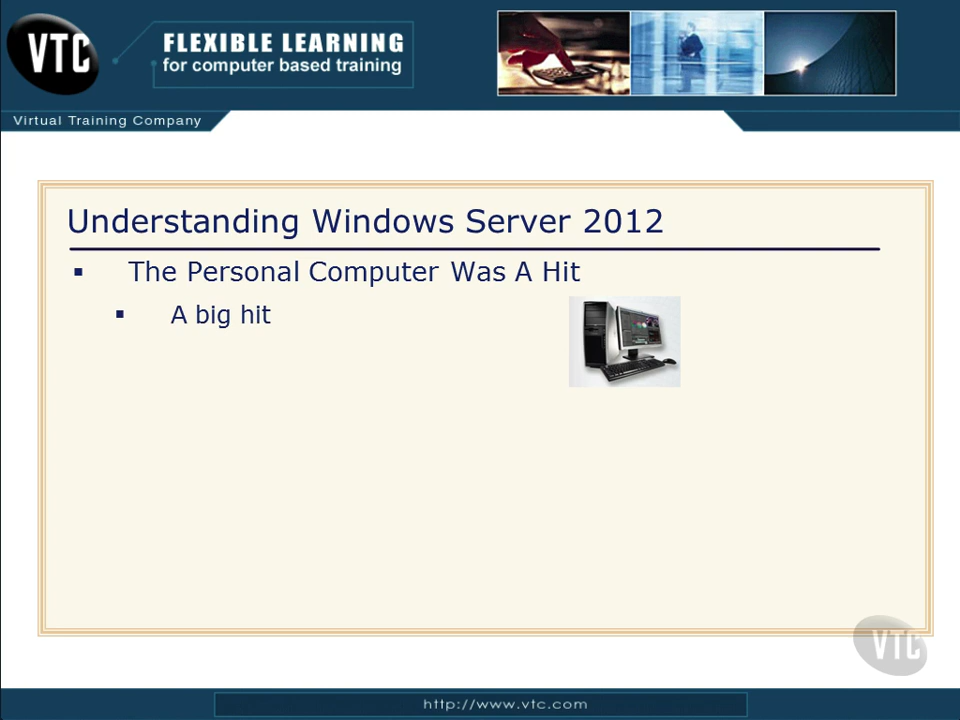 VTC
FLEXIBLE LEARNING
for computer based training
Virtual Training Company
Understanding Windows Server 2012
▪ The Personal Computer Was A Hit
▪ A big hit
VTC
http://www.vtc.com